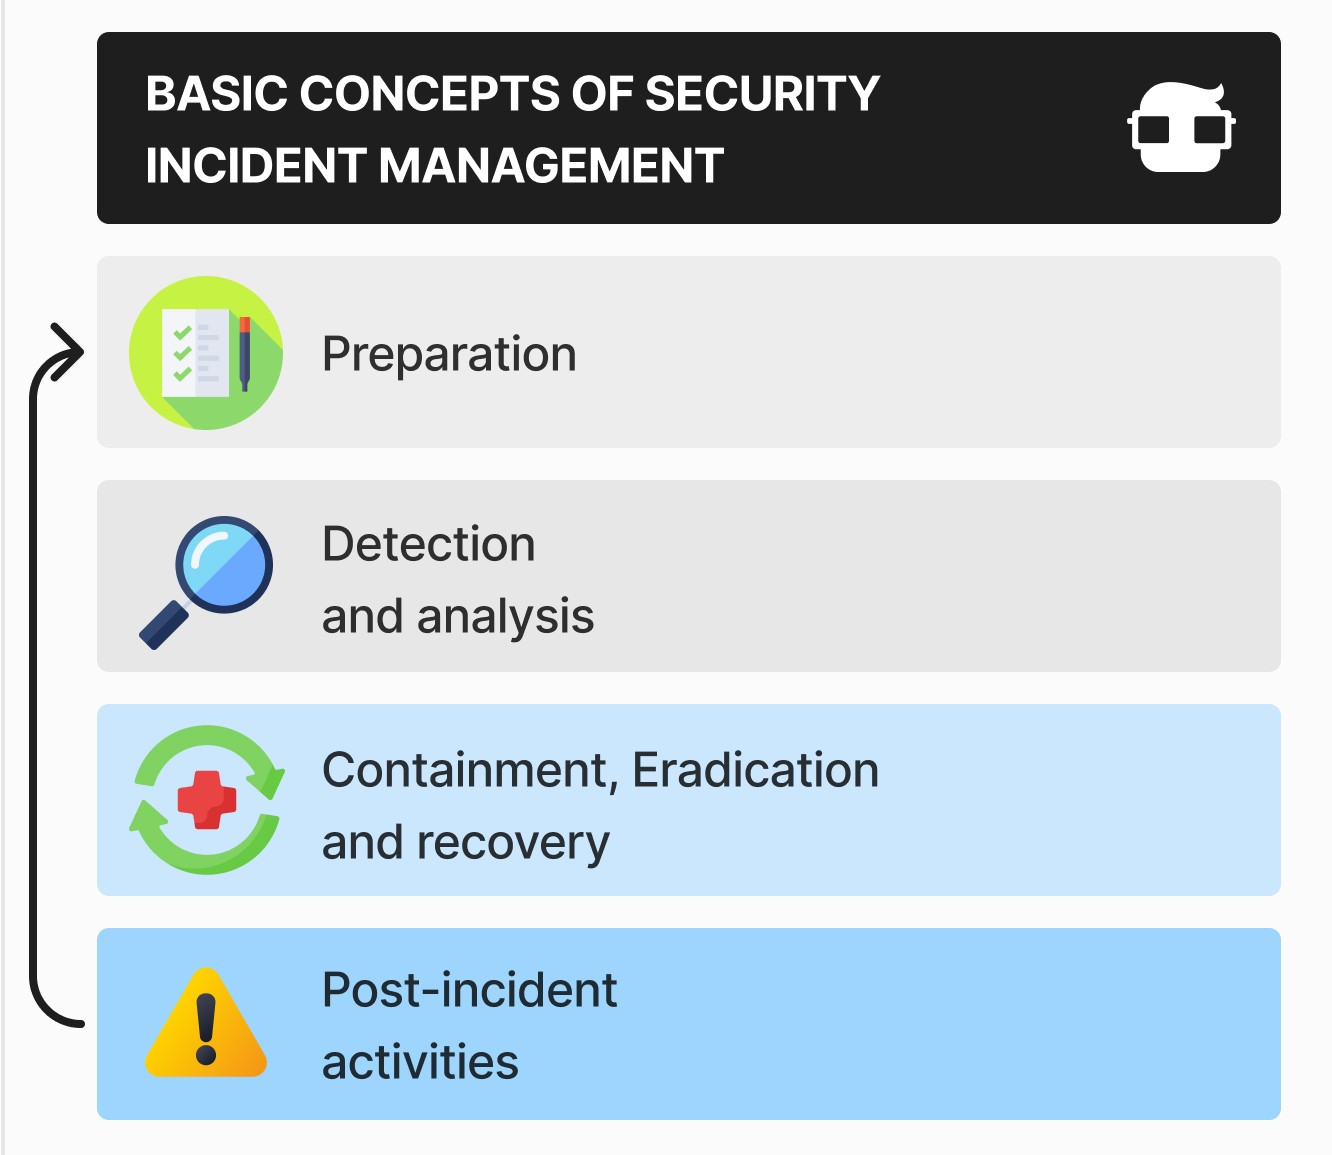 BASIC CONCEPTS OF SECURITY
INCIDENT MANAGEMENT
Preparation
Detection
and analysis
Containment, Eradication
and recovery
Post-incident
activities